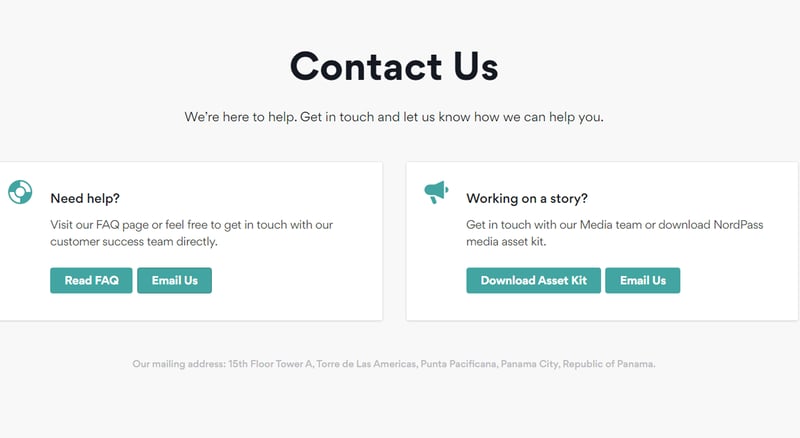 Contact Us
We're here to help. Get in touch and let us know how we can help you.
Need help?
Visit our FAQ page or feel free to get in touch with our
customer success team directly.
Read FAQ
Email Us
Working on a story?
Get in touch with our Media team or download NordPass
media asset kit.
Download Asset Kit
Email Us
Our mailing address: 15th Floor Tower A, Torre de Las Americas, Punta Pacificana, Panama City, Republic of Panama.